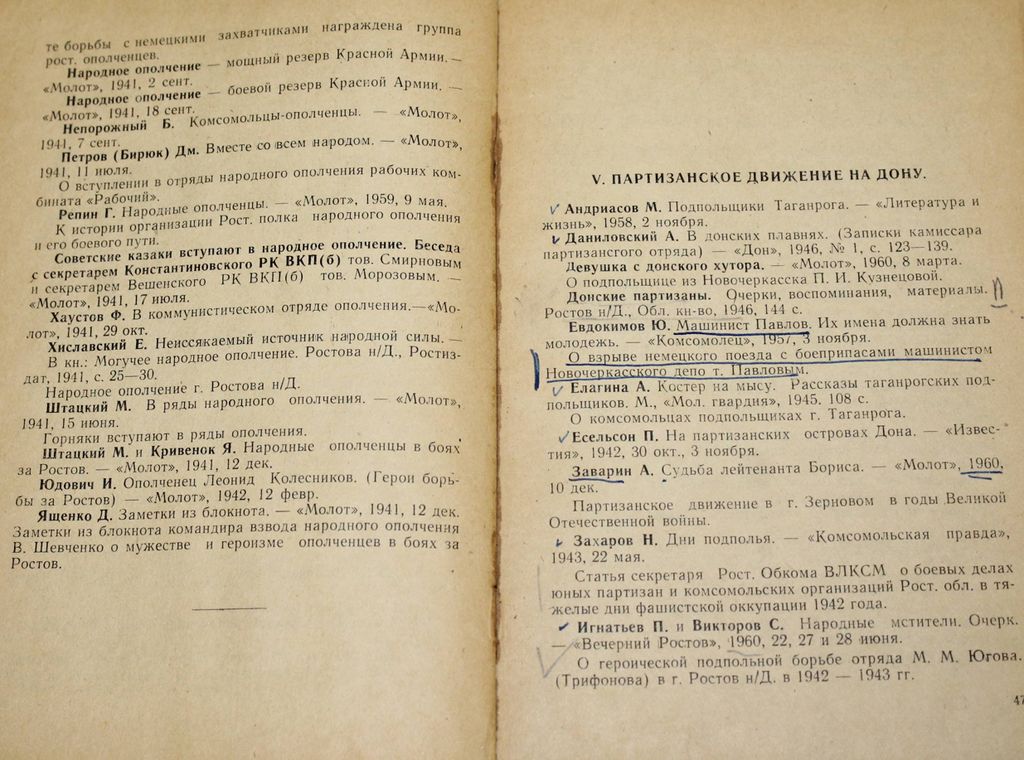 те борьбы с немецкими захватчиками награждена группа
рост. ополченцев.
Народное ополчение — мощный резерв Красной Армии. —
«Молот», 1941, 2 сент.
Народное ополчение — боевой резерв Красной Армии. —
«Молот», 1941, 18 сент.
Непорожный Б. Комсомольцы-ополченцы. — «Молот»,
1941, 7 сент.
Петров (Бирюк) Дм. Вместе со всем народом. — «Молот»,
1941, 11 июля.
О вступлении в отряды народного ополчения рабочих ком-
бината «Рабочий».
Репин Г. Народные ополченцы. — «Молот», 1959, 9 мая.
К истории организации Рост. полка народного ополчения
и его боевого пути.
Советские казаки вступают в народное ополчение. Беседа
с секретарем Константиновского РК ВКП(б) тов. Смирновым
и секретарем Вешенского РК ВКП(б) тов. Морозовым. —
«Молот», 1941, 17 июля.
Хаустов Ф. В коммунистическом отряде ополчения.—«Мо-
лот», 1941, 29 окт.
Хиславский Е. Неиссякаемый источник народной силы. —
В кн.: Могучее народное ополчение. Ростова н/Д., Ростиз-
дат, 1941, с. 25—30.
Народное ополчение г. Ростова н/Д.
Штацкий М. В ряды народного ополчения. — «Молот»,
1941, 15 июня.
Горняки вступают в ряды ополчения.
Штацкий М. и Кривенок Я. Народные ополченцы в боях
за Ростов. — «Молот», 1941, 12 дек.
Юдович И. Ополченец Леонид Колесников. (Герои борь-
бы за Ростов) — «Молот», 1942, 12 февр.
Ященко Д. Заметки из блокнота. — «Молот», 1941, 12 дек.
Заметки из блокнота командира взвода народного ополчения
В. Шевченко о мужестве и героизме ополченцев в боях за
Ростов.
V. ПАРТИЗАНСКОЕ ДВИЖЕНИЕ НА ДОНУ.
Андриасов М. Подпольщики Таганрога. — «Литература и
жизнь», 1958, 2 ноября.
Даниловский А. В донских плавнях. (Записки камиссара
партизансгого отряда) — «Дон», 1946, № 1, с. 123—139.
Девушка с донского хутора. — «Молот», 1960, 8 марта.
О подпольщице из Новочеркасска П. И. Кузнецовой.
Донские партизаны. Очерки, воспоминания, материалы.
Ростов н/Д., Обл. кн-во, 1946, 144 с.
Евдокимов Ю. Машинист Павлов. Их имена должна знать
молодежь. — «Комсомолец», 1957, 3 ноября.
О взрыве немецкого поезда с боеприпасами машинистом
Новочеркасского депо т. Павловым.
Елагина А. Костер на мысу. Рассказы таганрогских под-
польщиков. М., «Мол. гвардия», 1945. 108 с.
О комсомольцах подпольщиках г. Таганрога.
Есельсон П. На партизанских островах Дона. — «Извес-
тия», 1942, 30 окт., 3 ноября.
Заварин А. Судьба лейтенанта Бориса. — «Молот», 1960,
10 дек.
Партизанское движение в г. Зерновом в годы Великой
Отечественной войны.
Захаров Н. Дни подполья. — «Комсомольская правда»,
1943, 22 мая.
Статья секретаря Рост. Обкома ВЛКСМ о боевых делах
юных партизан и комсомольских организаций Рост. обл. в тя-
желые дни фашистской оккупации 1942 года.
Игнатьев П. и Викторов С. Народные мстители. Очерк.
— «Вечерний Ростов», 1960, 22, 27 и 28 июня.
О героической подпольной борьбе отряда М. М. Югова.
(Трифонова) в г. Ростов н/Д. в 1942 — 1943 гг.
47